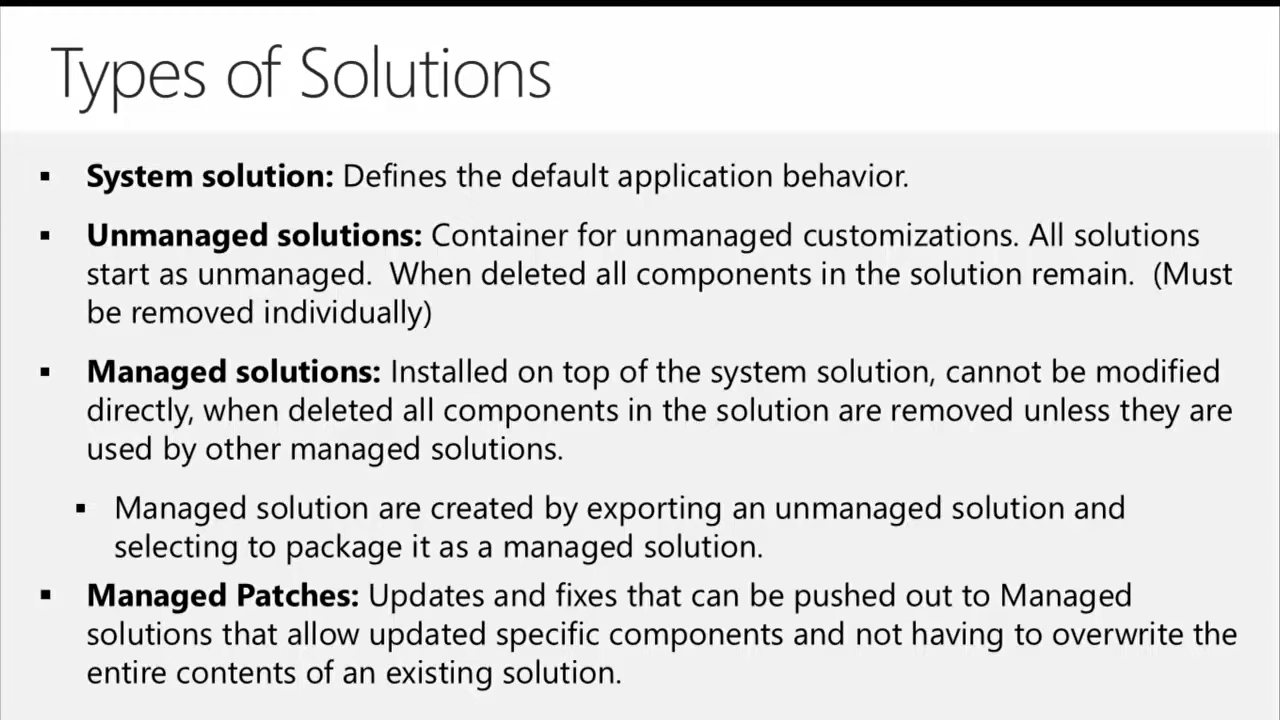 Types of Solutions
▪ System solution: Defines the default application behavior.
▪ Unmanaged solutions: Container for unmanaged customizations. All solutions
start as unmanaged.  When deleted all components in the solution remain.  (Must
be removed individually)
▪ Managed solutions: Installed on top of the system solution, cannot be modified
directly, when deleted all components in the solution are removed unless they are
used by other managed solutions.
▪ Managed solution are created by exporting an unmanaged solution and
selecting to package it as a managed solution.
▪ Managed Patches: Updates and fixes that can be pushed out to Managed
solutions that allow updated specific components and not having to overwrite the
entire contents of an existing solution.